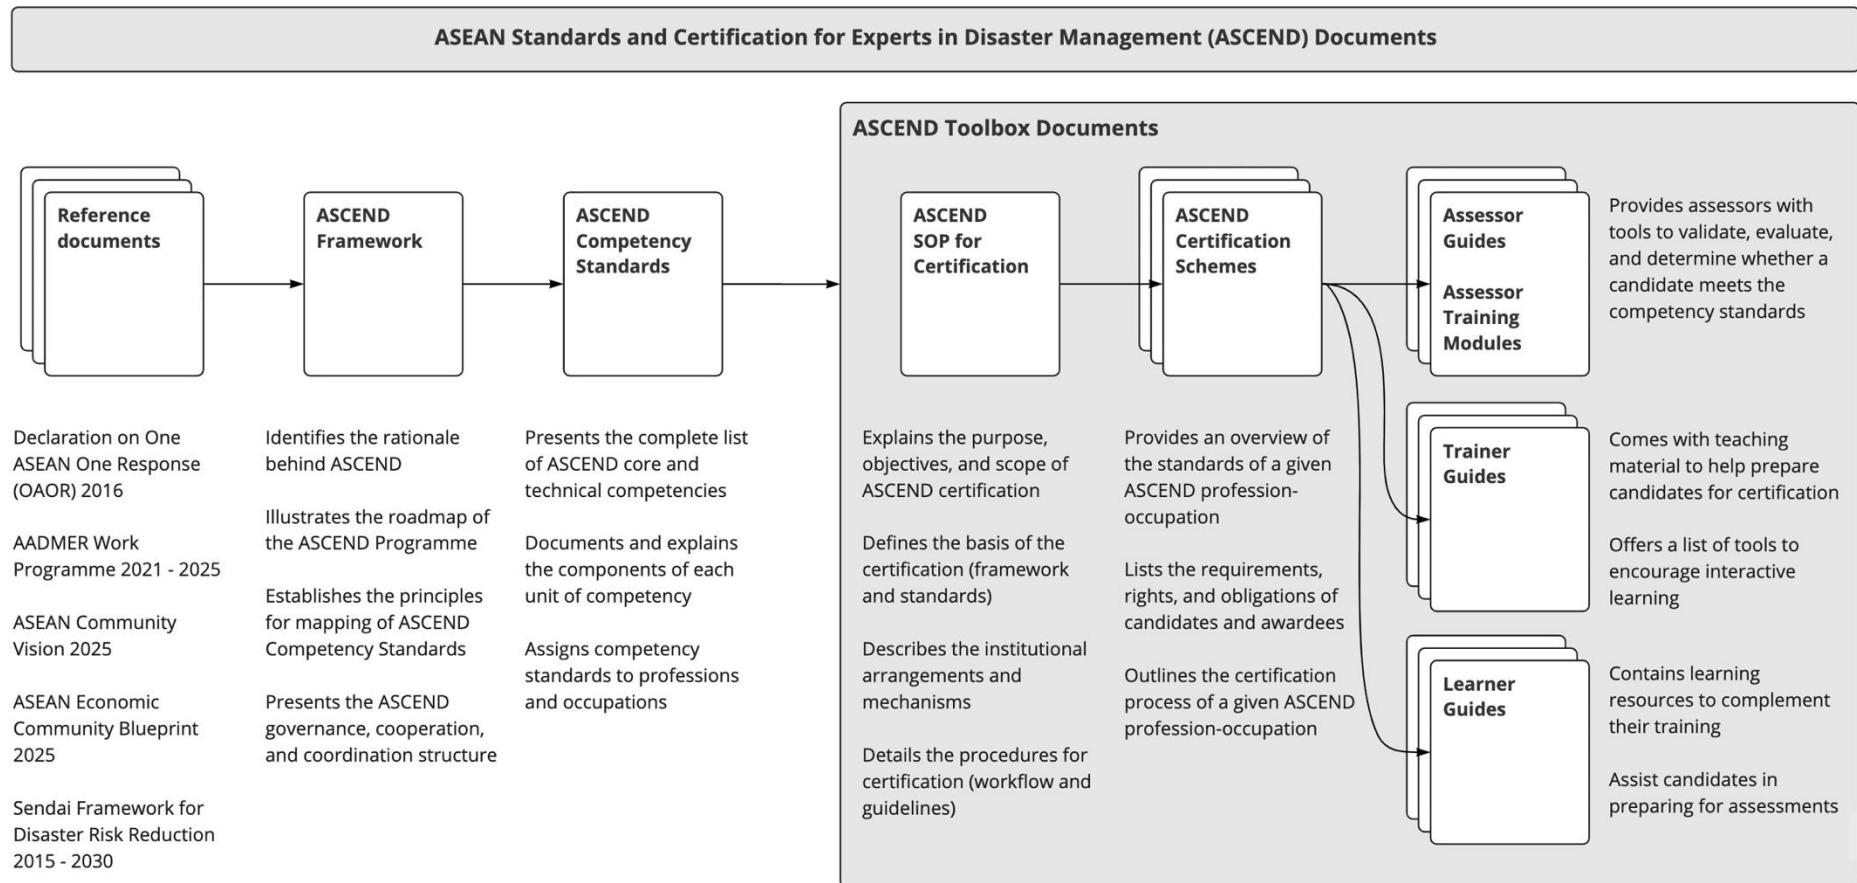 ASEAN Standards and Certification for Experts in Disaster Management (ASCEND) Documents
ASCEND Toolbox Documents
Reference
documents
ASCEND
Framework
ASCEND
Competency
Standards
ASCEND
SOP for
Certification
ASCEND
Certification
Schemes
Assessor
Guides
Assessor
Training
Modules
Provides assessors with
tools to validate, evaluate,
and determine whether a
candidate meets the
competency standards
Declaration on One
ASEAN One Response
(OAOR) 2016
AADMER Work
Programme 2021 - 2025
ASEAN Community
Vision 2025
ASEAN Economic
Community Blueprint
2025
Sendai Framework for
Disaster Risk Reduction
2015 - 2030
Identifies the rationale
behind ASCEND
Illustrates the roadmap of
the ASCEND Programme
Establishes the principles
for mapping of ASCEND
Competency Standards
Presents the ASCEND
governance, cooperation,
and coordination structure
Presents the complete list
of ASCEND core and
technical competencies
Documents and explains
the components of each
unit of competency
Assigns competency
standards to professions
and occupations
Explains the purpose,
objectives, and scope of
ASCEND certification
Defines the basis of the
certification (framework
and standards)
Describes the institutional
arrangements and
mechanisms
Details the procedures for
certification (workflow and
guidelines)
Provides an overview of
the standards of a given
ASCEND profession-
occupation
Lists the requirements,
rights, and obligations of
candidates and awardees
Outlines the certification
process of a given ASCEND
profession-occupation
Trainer
Guides
Comes with teaching
material to help prepare
candidates for certification
Offers a list of tools to
encourage interactive
learning
Learner
Guides
Contains learning
resources to complement
their training
Assist candidates in
preparing for assessments